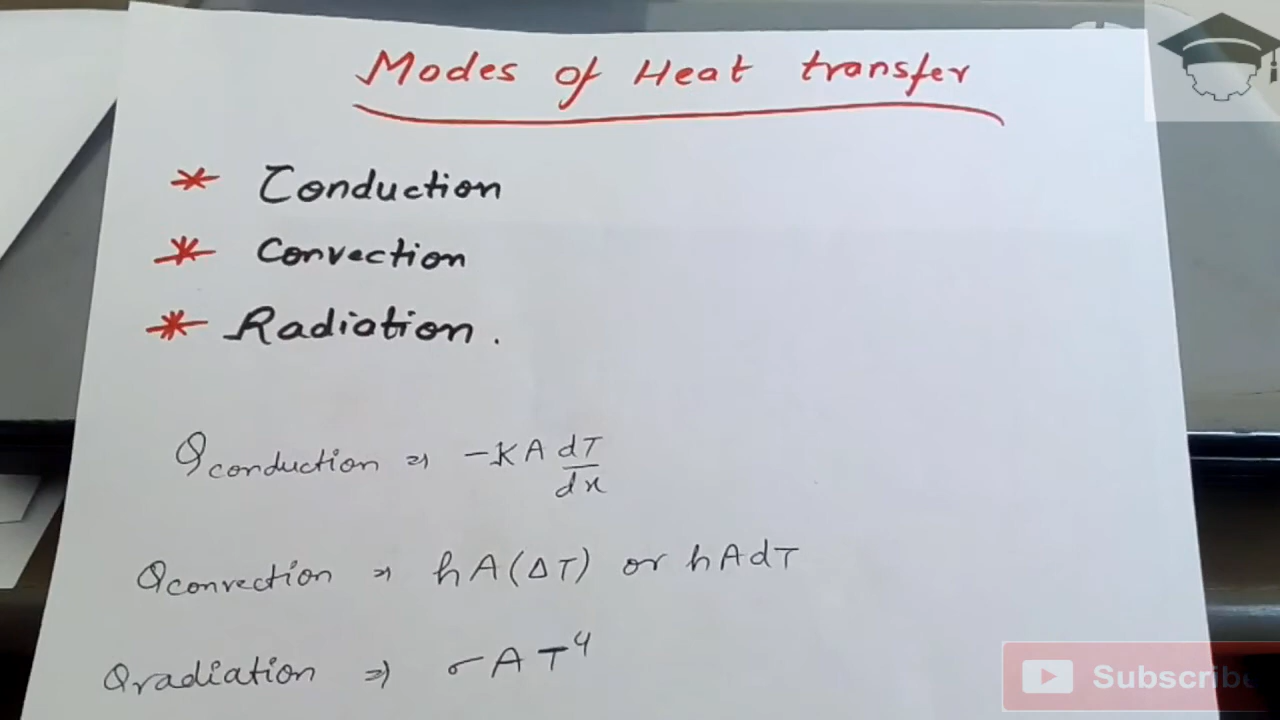 Modes of Heat transfer
* Conduction
* Convection
* Radiation.
Qconduction ⇒ -KA dT/dx
Qconvection ⇒ hA(ΔT) or hAdT
Qradiation ⇒ σAT⁴
Subscribe